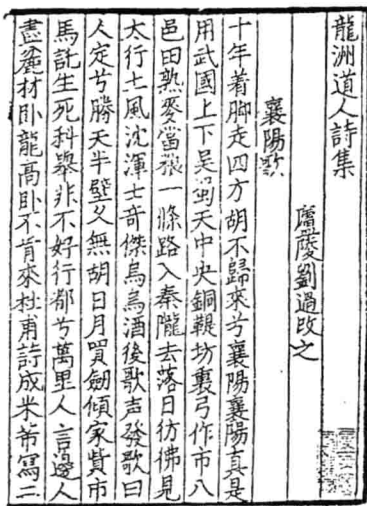 龍洲道人詩集
廬陵劉過改之
襄陽歌
十年着脚走四方胡不歸來兮襄陽襄陽真是
用武國上下吳蜀天中央銅鞮坊裏弓作市八
邑田熟麥當粮一條路入秦隴去落日彷佛見
太行土風沈渾士奇傑烏烏酒後歌声發歌曰
人定兮勝天半壁久無胡日月買劒傾家貲市
馬託生死科舉非不好行都兮萬里人言邊人
盡麄材卧龍高卧不肯來杜甫詩成米芾寫二